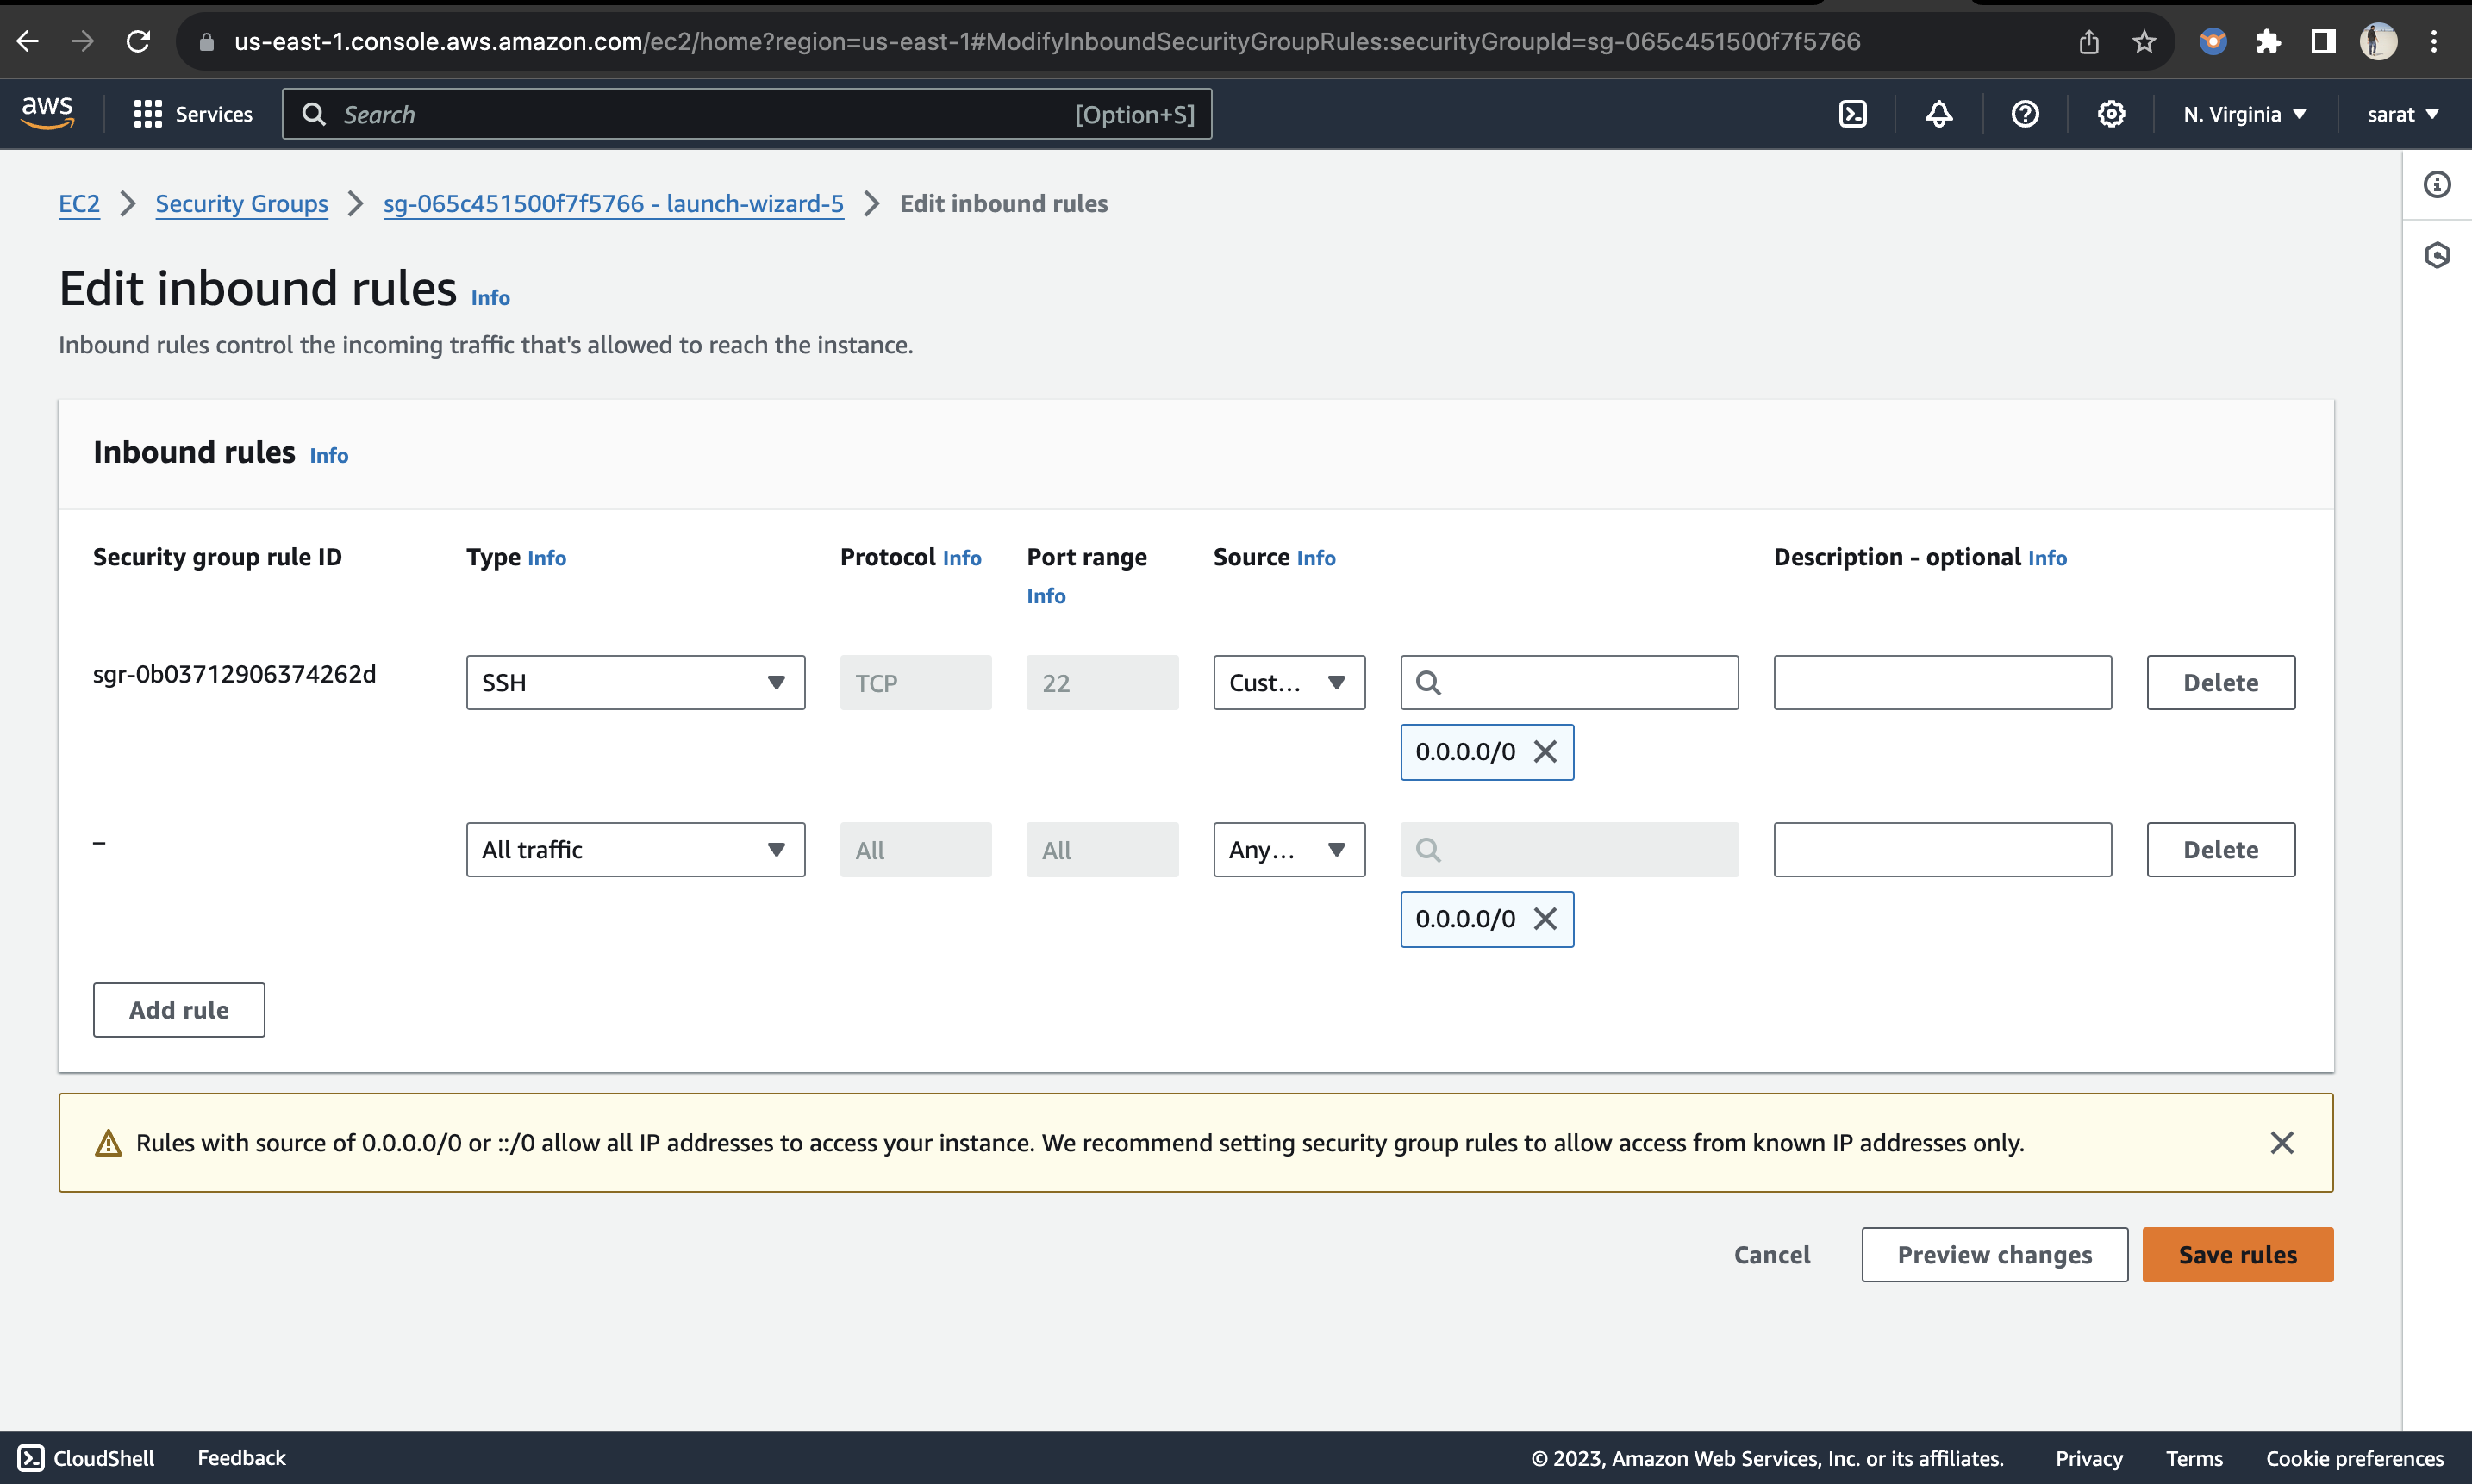 us-east-1.console.aws.amazon.com/ec2/home?region=us-east-1#ModifyInboundSecurityGroupRules:securityGroupId=sg-065c451500f7f5766
aws Services Search [Option+S] N. Virginia ▼ sarat ▼
EC2 > Security Groups > sg-065c451500f7f5766 - launch-wizard-5 > Edit inbound rules
Edit inbound rules Info
Inbound rules control the incoming traffic that's allowed to reach the instance.
Inbound rules Info
Security group rule ID Type Info Protocol Info Port range Source Info Description - optional Info
Info
sgr-0b03712906374262d SSH TCP 22 Cust... Delete
0.0.0.0/0
– All traffic All All Any... Delete
0.0.0.0/0
Add rule
Rules with source of 0.0.0.0/0 or ::/0 allow all IP addresses to access your instance. We recommend setting security group rules to allow access from known IP addresses only.
Cancel Preview changes Save rules
CloudShell Feedback © 2023, Amazon Web Services, Inc. or its affiliates. Privacy Terms Cookie preferences